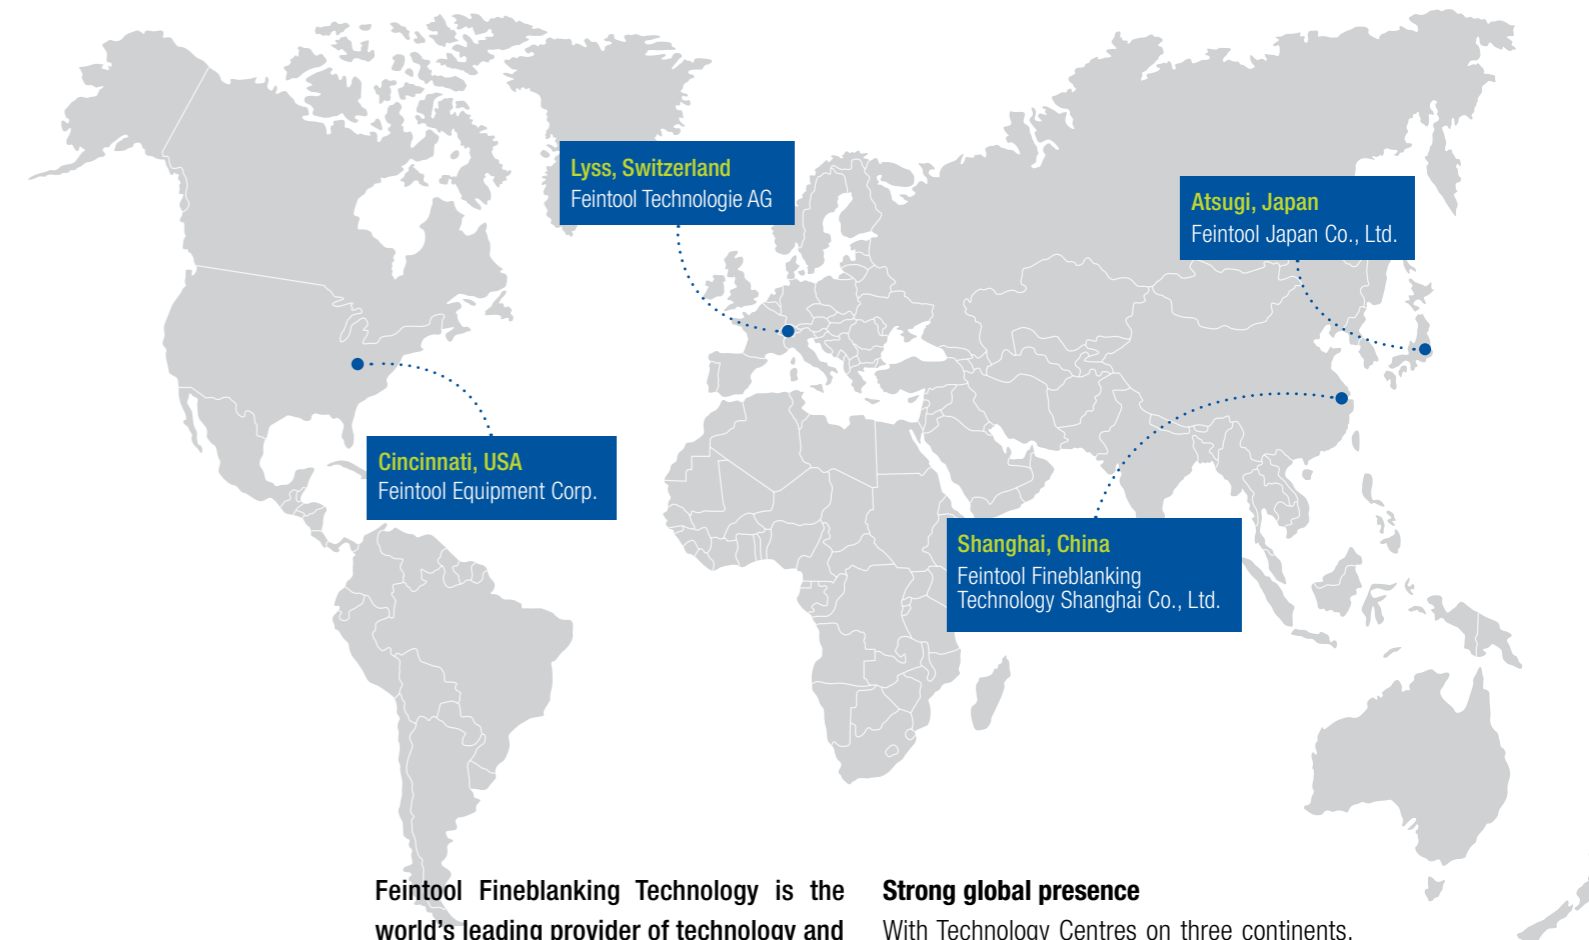 Lyss, Switzerland
Feintool Technologie AG
Atsugi, Japan
Feintool Japan Co., Ltd.
Cincinnati, USA
Feintool Equipment Corp.
Shanghai, China
Feintool Fineblanking
Technology Shanghai Co., Ltd.
Feintool Fineblanking Technology is the
world's leading provider of technology and
Strong global presence
With Technology Centres on three continents,